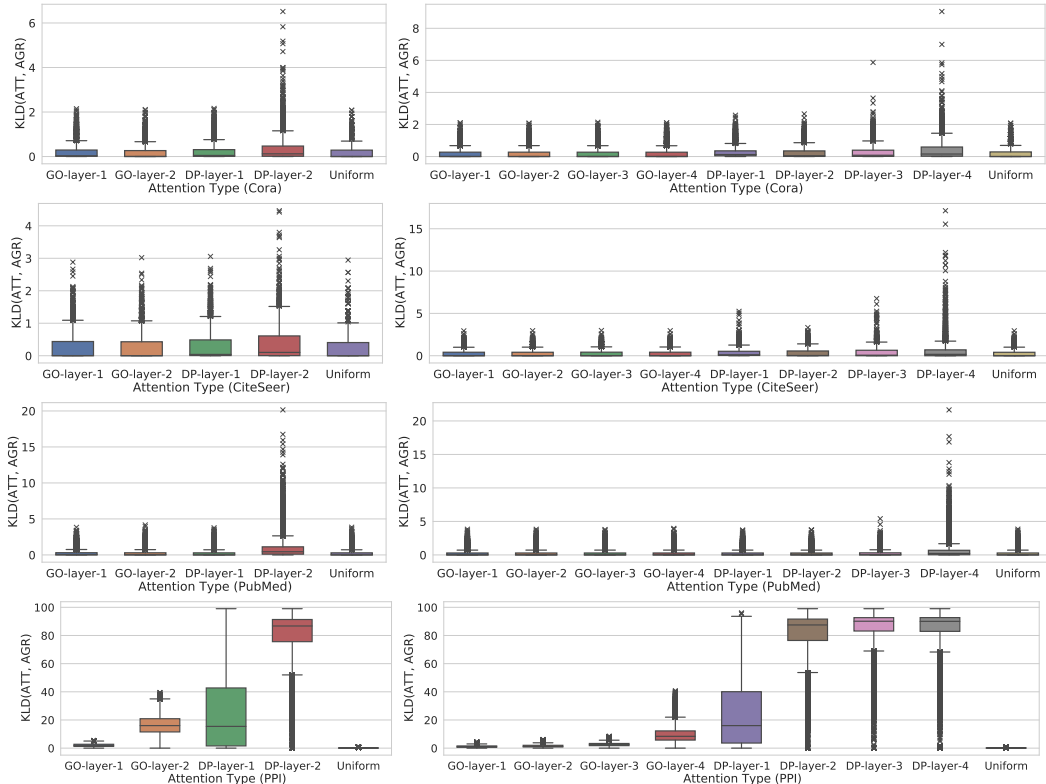 KLD(ATT, AGR)
6
4
2
0
GO-layer-1 GO-layer-2 DP-layer-1 DP-layer-2 Uniform
Attention Type (Cora)
KLD(ATT, AGR)
8
6
4
2
0
GO-layer-1 GO-layer-2 GO-layer-3 GO-layer-4 DP-layer-1 DP-layer-2 DP-layer-3 DP-layer-4 Uniform
Attention Type (Cora)
KLD(ATT, AGR)
4
3
2
1
0
GO-layer-1 GO-layer-2 DP-layer-1 DP-layer-2 Uniform
Attention Type (CiteSeer)
KLD(ATT, AGR)
15
10
5
0
GO-layer-1 GO-layer-2 GO-layer-3 GO-layer-4 DP-layer-1 DP-layer-2 DP-layer-3 DP-layer-4 Uniform
Attention Type (CiteSeer)
KLD(ATT, AGR)
20
15
10
5
0
GO-layer-1 GO-layer-2 DP-layer-1 DP-layer-2 Uniform
Attention Type (PubMed)
KLD(ATT, AGR)
20
15
10
5
0
GO-layer-1 GO-layer-2 GO-layer-3 GO-layer-4 DP-layer-1 DP-layer-2 DP-layer-3 DP-layer-4 Uniform
Attention Type (PubMed)
KLD(ATT, AGR)
100
80
60
40
20
0
GO-layer-1 GO-layer-2 DP-layer-1 DP-layer-2 Uniform
Attention Type (PPI)
KLD(ATT, AGR)
100
80
60
40
20
0
GO-layer-1 GO-layer-2 GO-layer-3 GO-layer-4 DP-layer-1 DP-layer-2 DP-layer-3 DP-layer-4 Uniform
Attention Type (PPI)